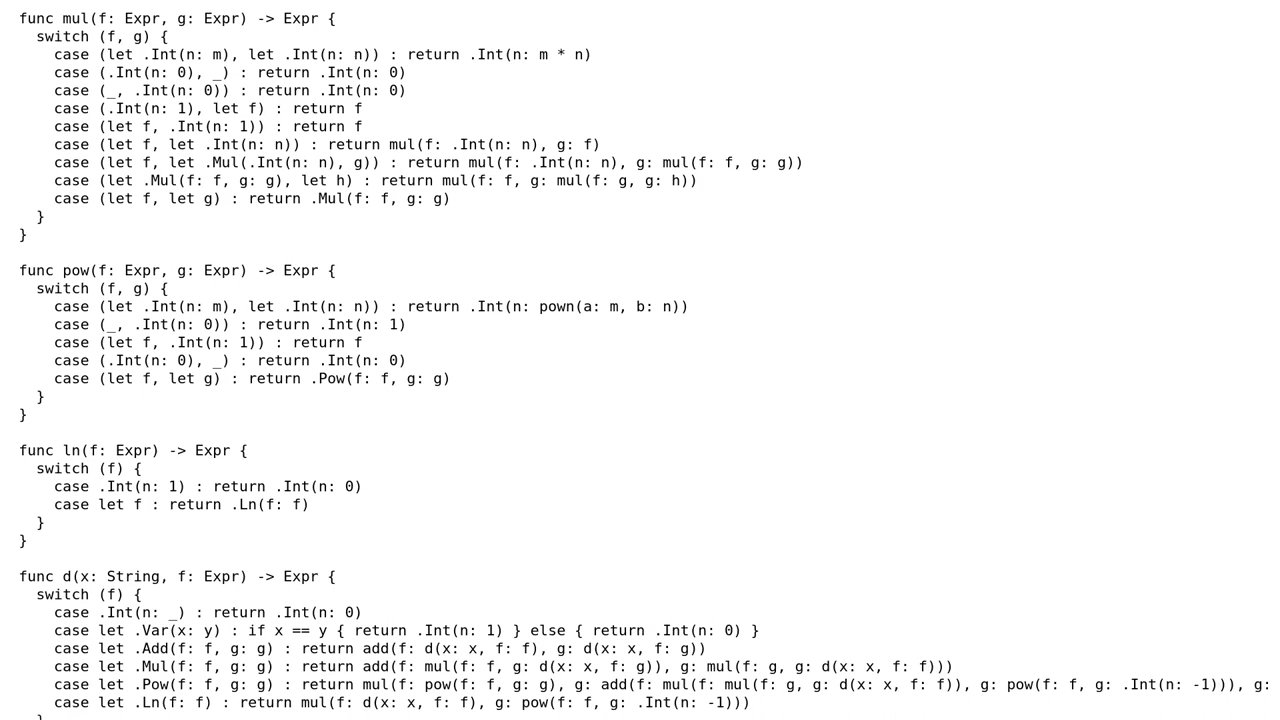 func mul(f: Expr, g: Expr) -> Expr {
  switch (f, g) {
    case (let .Int(n: m), let .Int(n: n)) : return .Int(n: m * n)
    case (.Int(n: 0), _) : return .Int(n: 0)
    case (_, .Int(n: 0)) : return .Int(n: 0)
    case (.Int(n: 1), let f) : return f
    case (let f, .Int(n: 1)) : return f
    case (let f, let .Int(n: n)) : return mul(f: .Int(n: n), g: f)
    case (let f, let .Mul(.Int(n: n), g)) : return mul(f: .Int(n: n), g: mul(f: f, g: g))
    case (let .Mul(f: f, g: g), let h) : return mul(f: f, g: mul(f: g, g: h))
    case (let f, let g) : return .Mul(f: f, g: g)
  }
}

func pow(f: Expr, g: Expr) -> Expr {
  switch (f, g) {
    case (let .Int(n: m), let .Int(n: n)) : return .Int(n: pown(a: m, b: n))
    case (_, .Int(n: 0)) : return .Int(n: 1)
    case (let f, .Int(n: 1)) : return f
    case (.Int(n: 0), _) : return .Int(n: 0)
    case (let f, let g) : return .Pow(f: f, g: g)
  }
}

func ln(f: Expr) -> Expr {
  switch (f) {
    case .Int(n: 1) : return .Int(n: 0)
    case let f : return .Ln(f: f)
  }
}

func d(x: String, f: Expr) -> Expr {
  switch (f) {
    case .Int(n: _) : return .Int(n: 0)
    case let .Var(x: y) : if x == y { return .Int(n: 1) } else { return .Int(n: 0) }
    case let .Add(f: f, g: g) : return add(f: d(x: x, f: f), g: d(x: x, f: g))
    case let .Mul(f: f, g: g) : return add(f: mul(f: f, g: d(x: x, f: g)), g: mul(f: g, g: d(x: x, f: f)))
    case let .Pow(f: f, g: g) : return mul(f: pow(f: f, g: g), g: add(f: mul(f: mul(f: g, g: d(x: x, f: f)), g: pow(f: f, g: .Int(n: -1))), g:
    case let .Ln(f: f) : return mul(f: d(x: x, f: f), g: pow(f: f, g: .Int(n: -1)))
  }